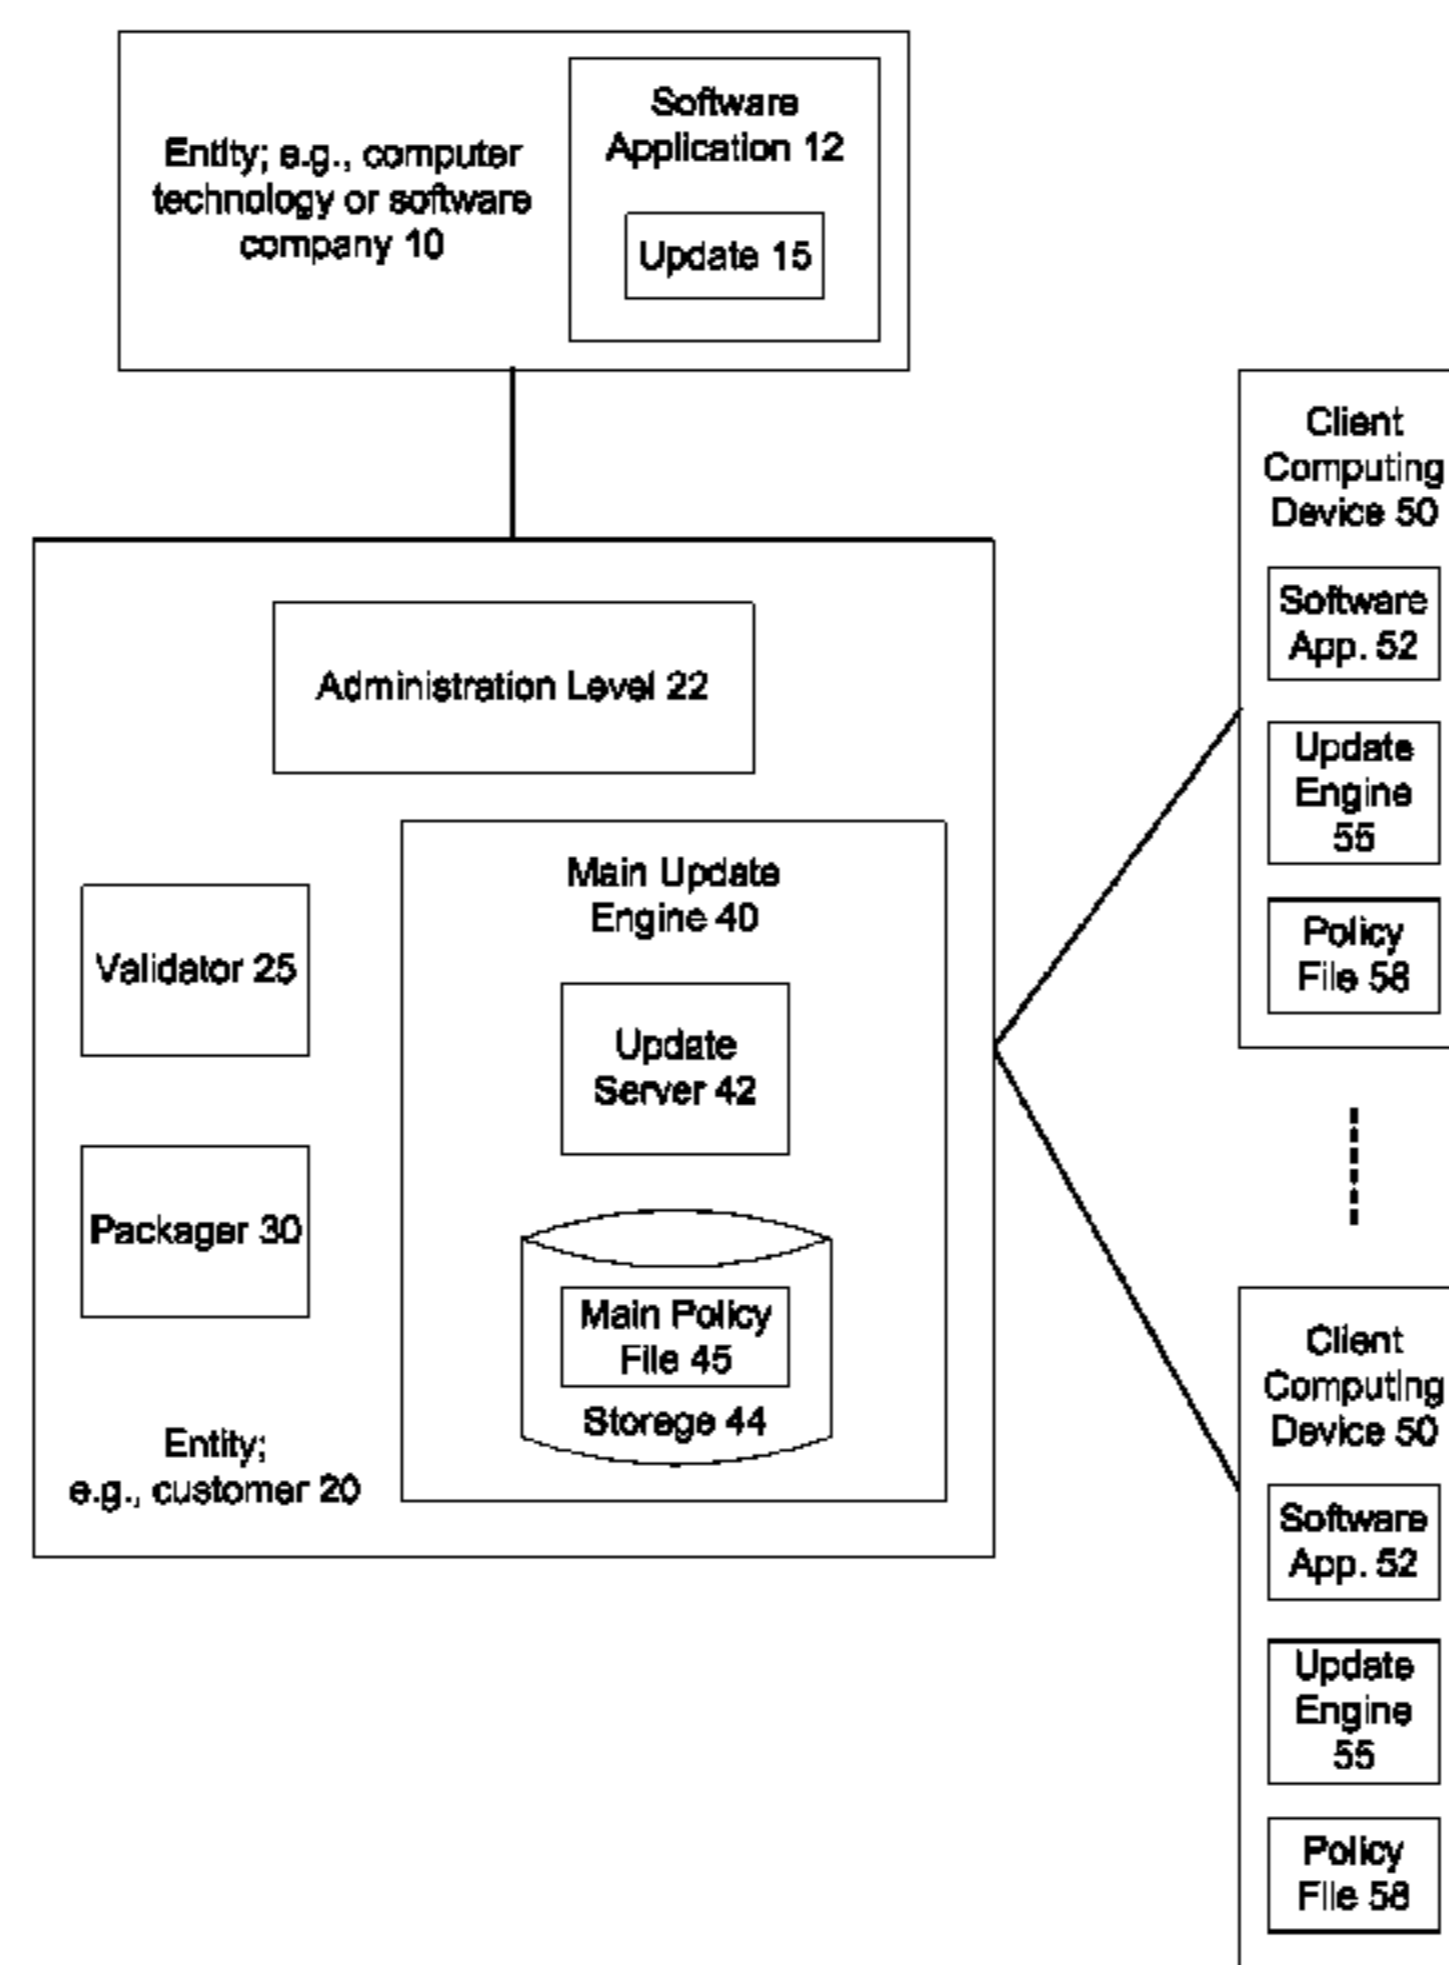 Software
Application 12
Entity; e.g., computer
technology or software
company 10
Update 15
Administration Level 22
Main Update
Engine 40
Validator 25
Update
Server 42
Packager 30
Main Policy
File 45
Storege 44
Entity;
e.g., customer 20
Client
Computing
Device 50
Software
App. 52
Update
Engine
55
Policy
File 58
Client
Computing
Device 50
Software
App. 52
Update
Engine
55
Policy
File 58